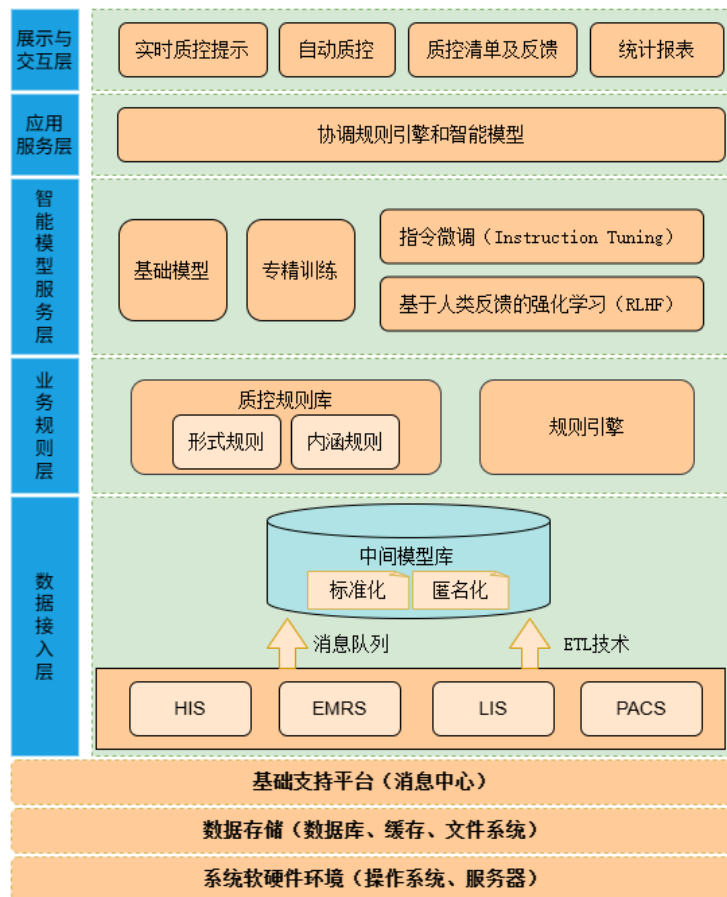 展示与
交互层
实时质控提示
自动质控
质控清单及反馈
统计报表
应用
服务层
协调规则引擎和智能模型
智能模型服务层
基础模型
专精训练
指令微调（Instruction Tuning）
基于人类反馈的强化学习（RLHF）
业务规则层
质控规则库
形式规则
内涵规则
规则引擎
数据接入层
中间模型库
标准化
匿名化
消息队列
ETL技术
HIS
EMRS
LIS
PACS
基础支持平台（消息中心）
数据存储（数据库、缓存、文件系统）
系统软硬件环境（操作系统、服务器）